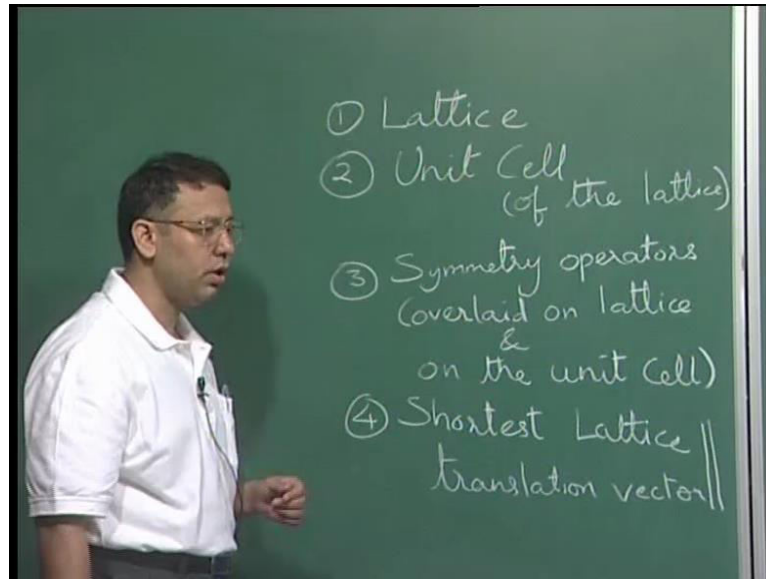 ① Lattice
② Unit Cell
(of the lattice)
③ Symmetry operators
(overlaid on lattice
&
on the unit cell)
④ Shortest Lattice
translation vector